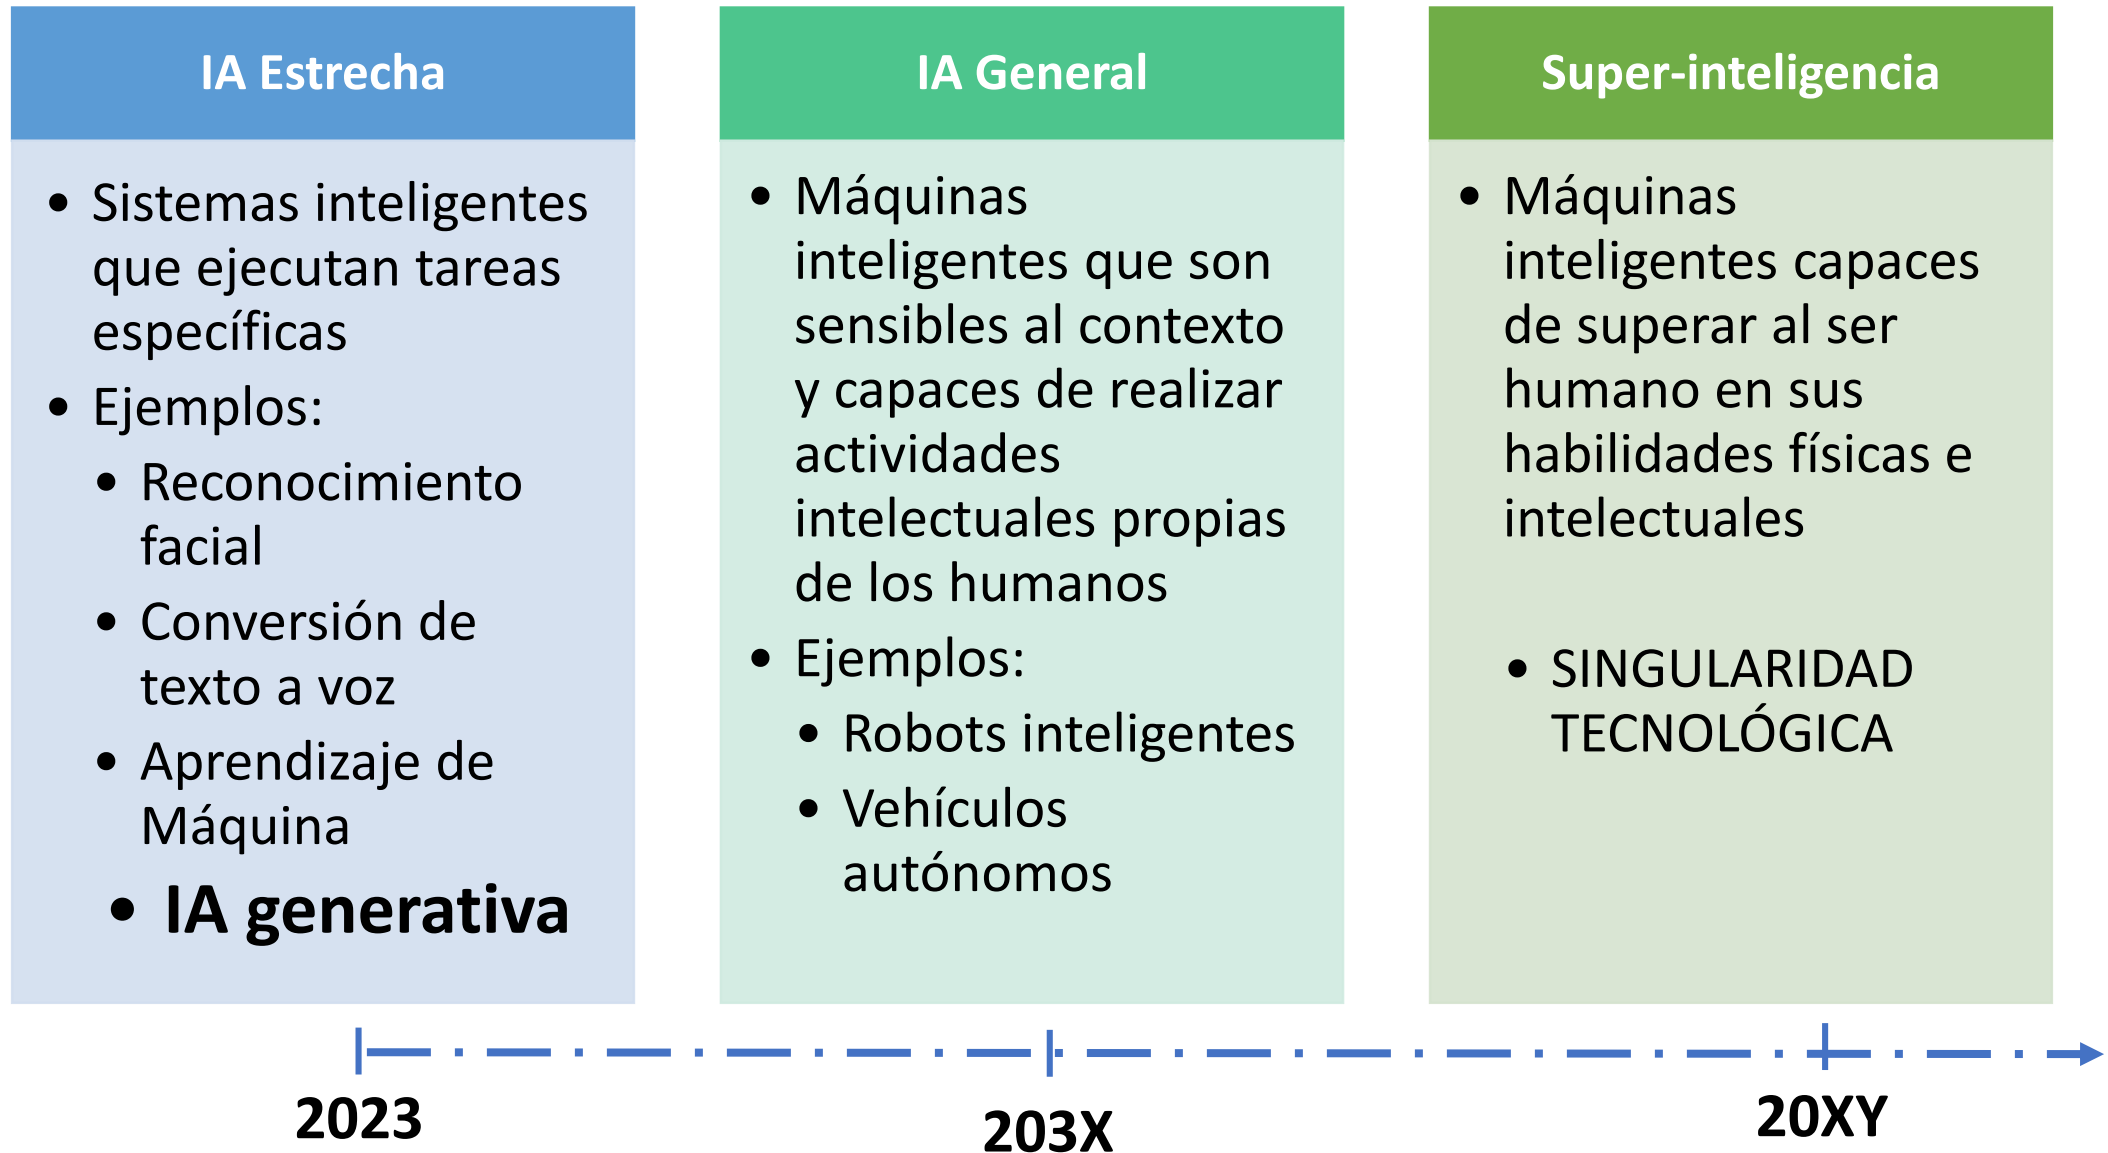 IA Estrecha
• Sistemas inteligentes
que ejecutan tareas
específicas
• Ejemplos:
• Reconocimiento
facial
• Conversión de
texto a voz
• Aprendizaje de
Máquina
• IA generativa
IA General
• Máquinas
inteligentes que son
sensibles al contexto
y capaces de realizar
actividades
intelectuales propias
de los humanos
• Ejemplos:
• Robots inteligentes
• Vehículos
autónomos
Super-inteligencia
• Máquinas
inteligentes capaces
de superar al ser
humano en sus
habilidades físicas e
intelectuales
• SINGULARIDAD
TECNOLÓGICA
2023
203X
20XY